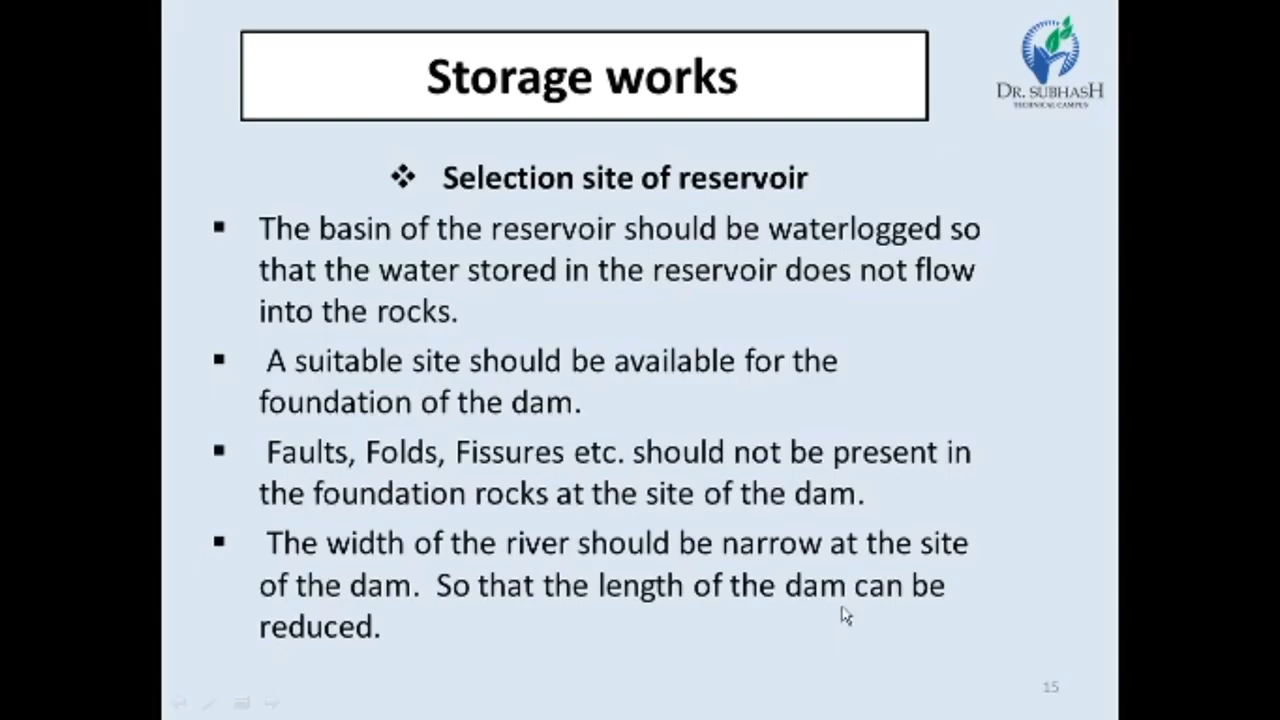 Storage works
DR. SUBHASH
TECHNICAL CAMPUS
❖ Selection site of reservoir
▪ The basin of the reservoir should be waterlogged so
that the water stored in the reservoir does not flow
into the rocks.
▪ A suitable site should be available for the
foundation of the dam.
▪ Faults, Folds, Fissures etc. should not be present in
the foundation rocks at the site of the dam.
▪ The width of the river should be narrow at the site
of the dam. So that the length of the dam can be
reduced.
15